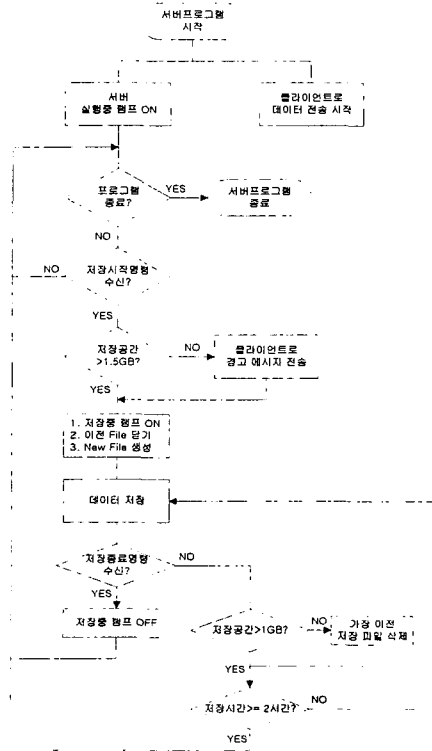 서버프로그램
시작
서버
실행중 램프 ON
클라이언트로
데이터 전송 시작
프로그램
종료?
YES
서버프로그램
종료
NO
저장시작명령
수신?
NO
YES
저장공간
>1.5GB?
NO
클라이언트로
경고 메시지 전송
YES
1. 저장중 램프 ON
2. 이전 File 닫기
3. New File 생성
데이터 저장
저장종료명령
수신?
NO
YES
저장중 램프 OFF
저장공간>1GB?
NO
가장 이전
저장 파일 삭제
YES
저장시간>= 2시간?
NO
YES